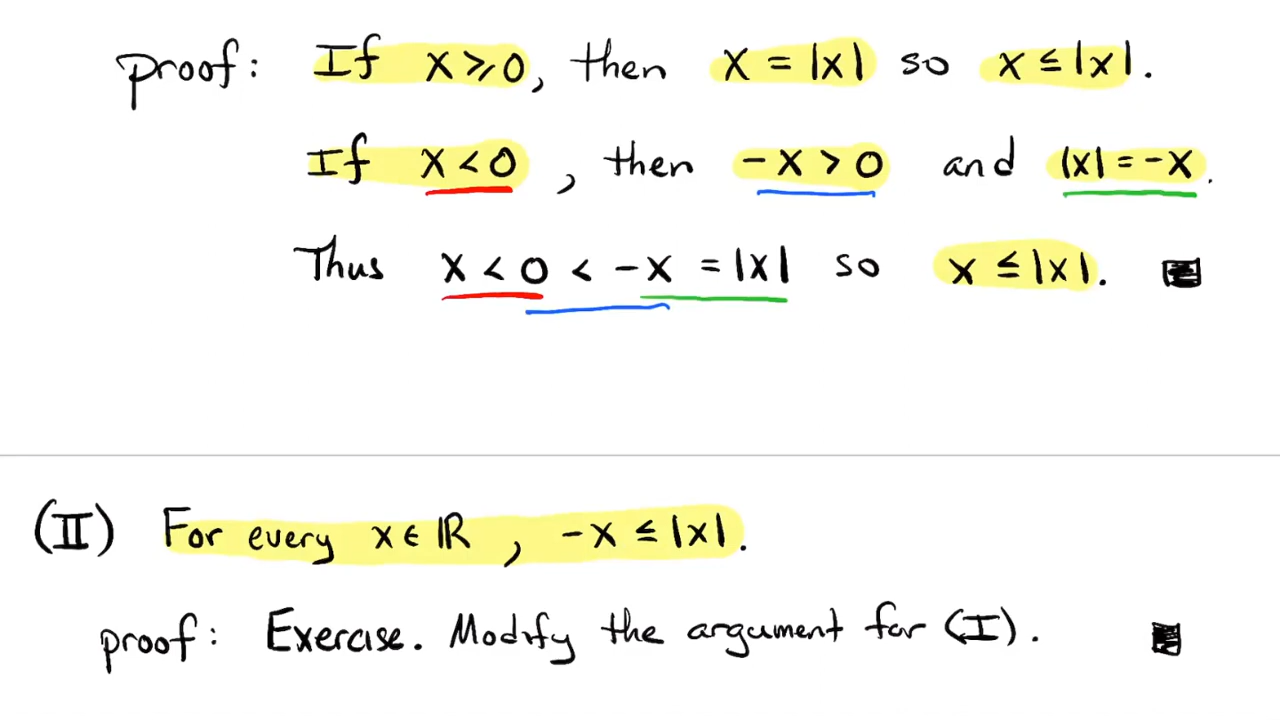 proof: If x ⩾ 0, then x = |x| so x ≤ |x|.
If x < 0, then -x > 0 and |x| = -x.
Thus x < 0 < -x = |x| so x ≤ |x|.
(II) For every x ∈ ℝ, -x ≤ |x|.
proof: Exercise. Modify the argument for (I).